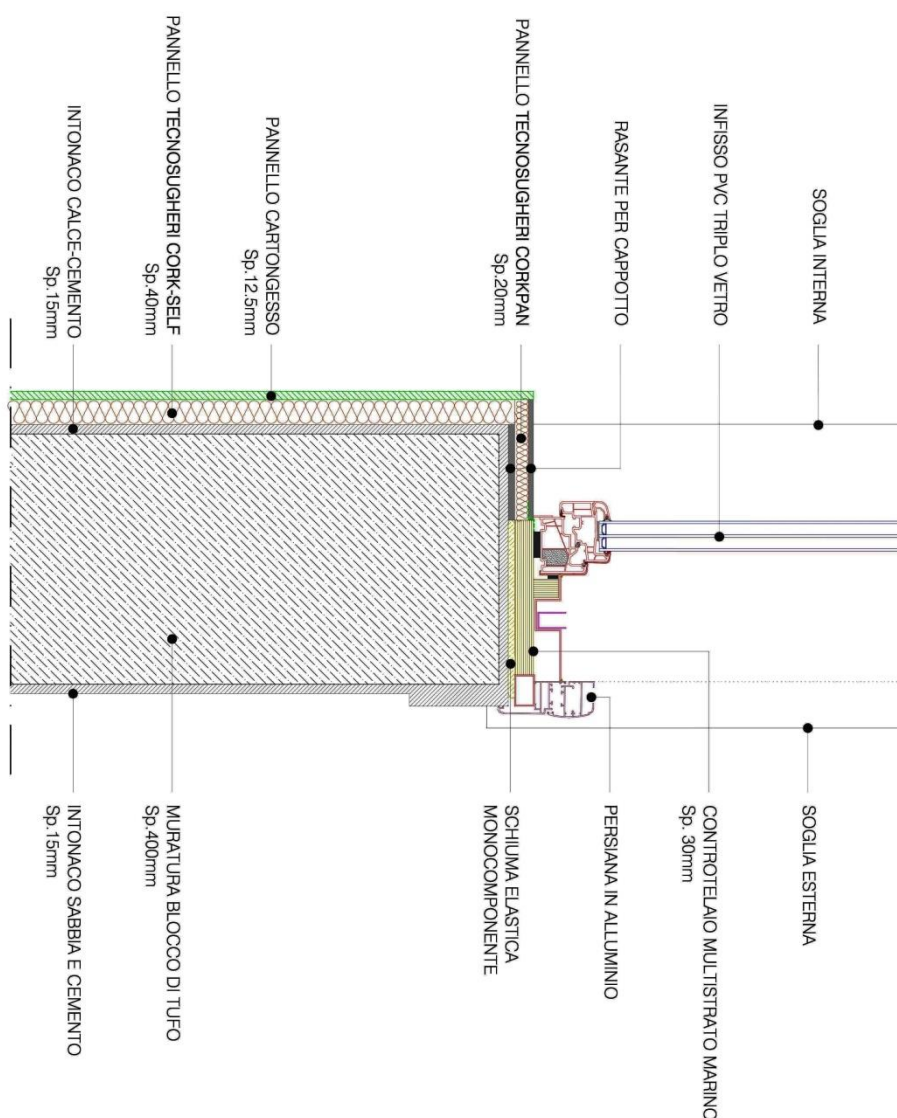 INTONACO CALCE-CEMENTO
Sp.15mm
PANNELLO TECNOSUGHERI CORK-SELF
Sp.40mm
PANNELLO CARTONGESSO
Sp.12.5mm
PANNELLO TECNOSUGHERI CORKPAN
Sp.20mm
RASANTE PER CAPPOTTO
INFISSO PVC TRIPLO VETRO
SOGLIA INTERNA
INTONACO SABBIA E CEMENTO
Sp.15mm
MURATURA BLOCCO DI TUFO
Sp.400mm
SCHIUMA ELASTICA
MONOCOMPONENTE
PERSIANA IN ALLUMINIO
CONTROTELAIO MULTISTRATO MARINO
Sp. 30mm
SOGLIA ESTERNA